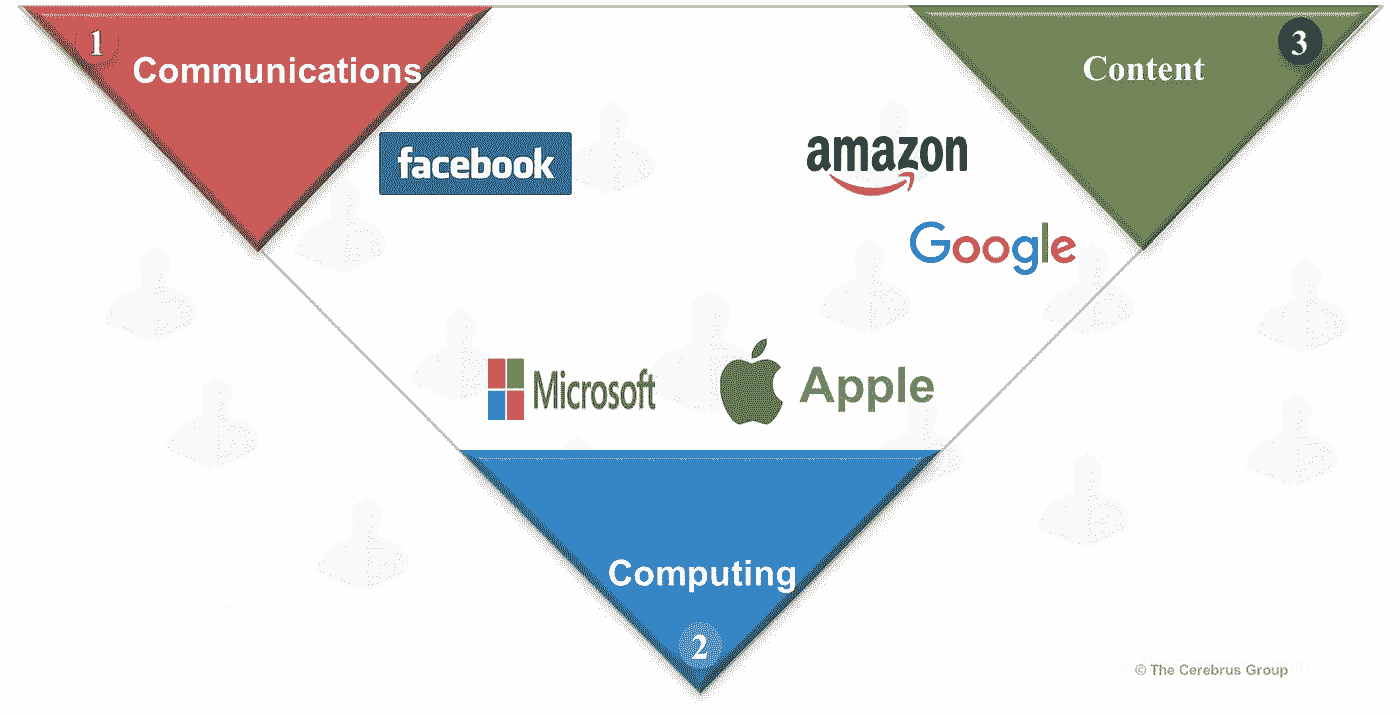 1
Communications
3
Content
facebook
amazon
Google
Microsoft
Apple
Computing
2
© The Cerebrus Group